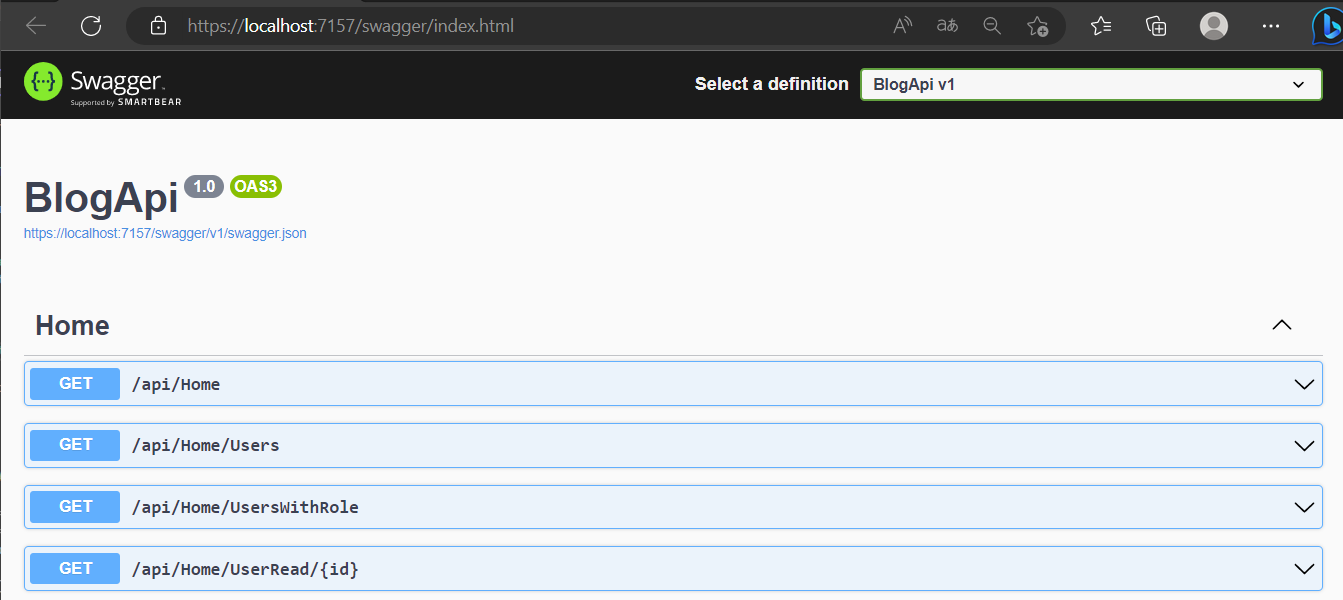 https://localhost:7157/swagger/index.html
Swagger
Supported by SMARTBEAR
Select a definition
BlogApi v1
BlogApi 1.0 OAS3
https://localhost:7157/swagger/v1/swagger.json
Home
GET /api/Home
GET /api/Home/Users
GET /api/Home/UsersWithRole
GET /api/Home/UserRead/{id}